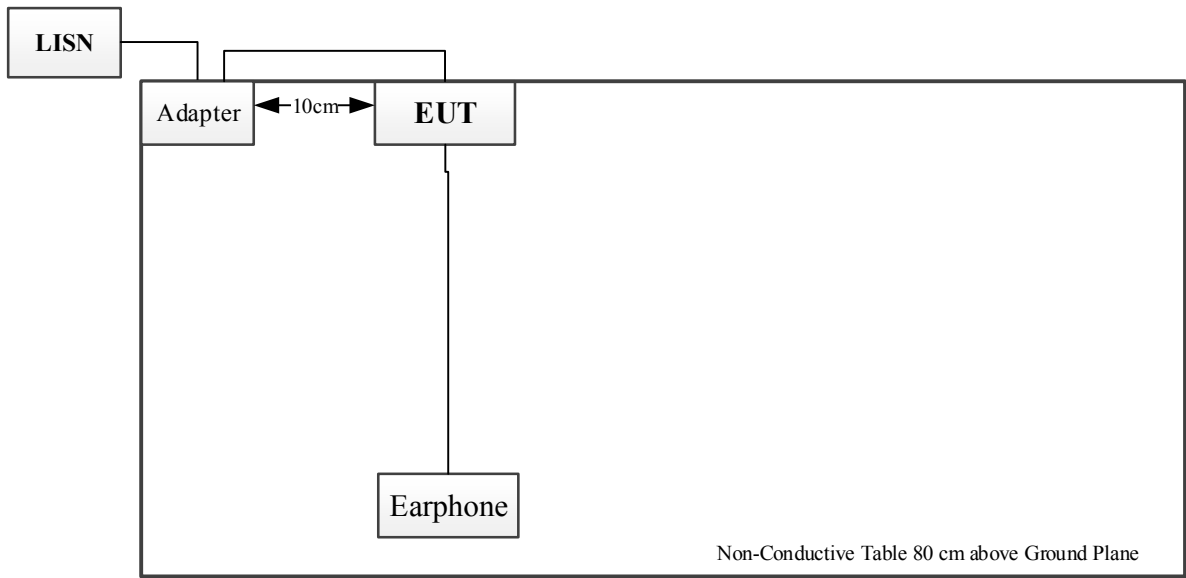 LISN
Adapter
10cm
EUT
Earphone
Non-Conductive Table 80 cm above Ground Plane